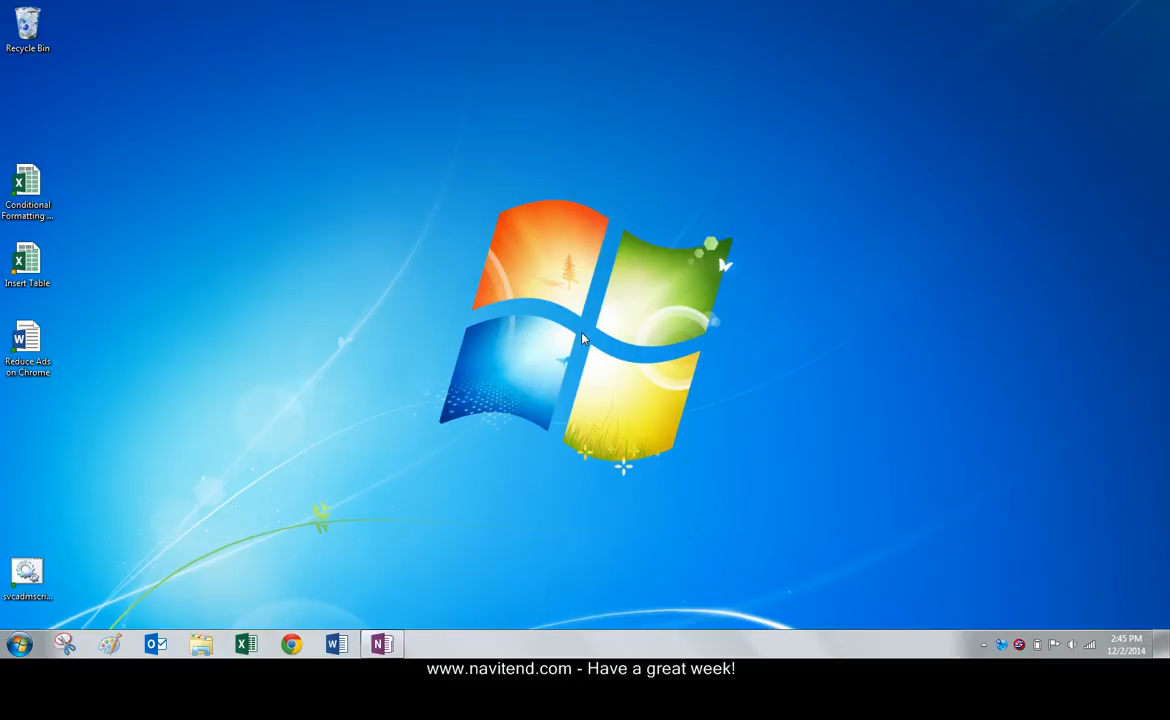 Recycle Bin
Conditional
Formatting ...
Insert Table
Reduce Ads
on Chrome
svcadmscri...
2:45 PM
12/2/2014
www.navitend.com - Have a great week!